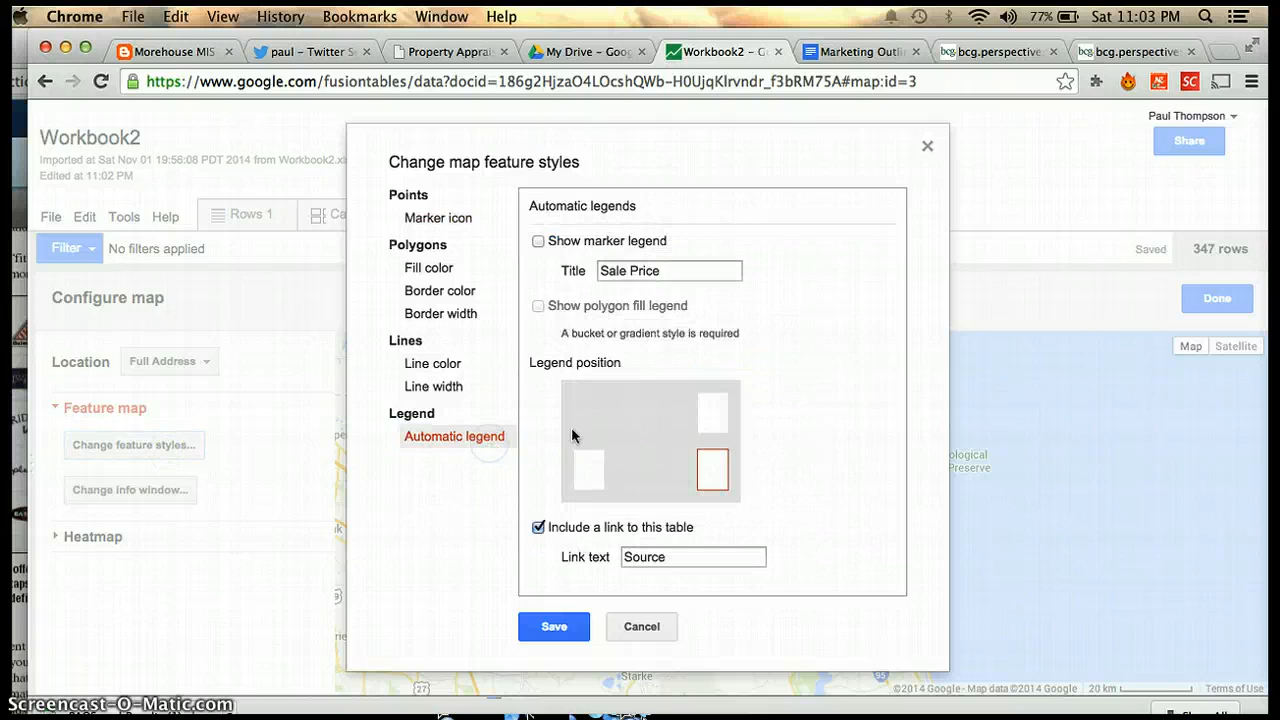 Chrome File Edit View History Bookmarks Window Help 77% Sat 11:03 PM
Morehouse MIS paul – Twitter S Property Apprai My Drive - Goog Workbook2 - G Marketing Outli bcg.perspective bcg.perspective
https://www.google.com/fusiontables/data?docid=186g2HjzaO4LOcshQWb-H0UjqKlrvrdr_f3bRM75A#map:id=3
Paul Thompson
Workbook2
Share
Imported at Sat Nov 01 19:56:08 PDT 2014 from Workbook2.x
Edited at 11:02 PM
File Edit Tools Help Rows 1 Ca
Filter No filters applied
Saved 347 rows
Configure map
Done
Location Full Address
Map Satellite
Feature map
Change feature styles...
Change info window...
Heatmap
Change map feature styles
Points
Marker icon
Polygons
Fill color
Border color
Border width
Lines
Line color
Line width
Legend
Automatic legend
Automatic legends
Show marker legend
Title Sale Price
Show polygon fill legend
A bucket or gradient style is required
Legend position
Include a link to this table
Link text Source
Save Cancel
ological
Preserve
Starke
27
95
©2014 Google- Map data ©2014 Google 20 km Terms of Use
Screencast-O-Matic.com